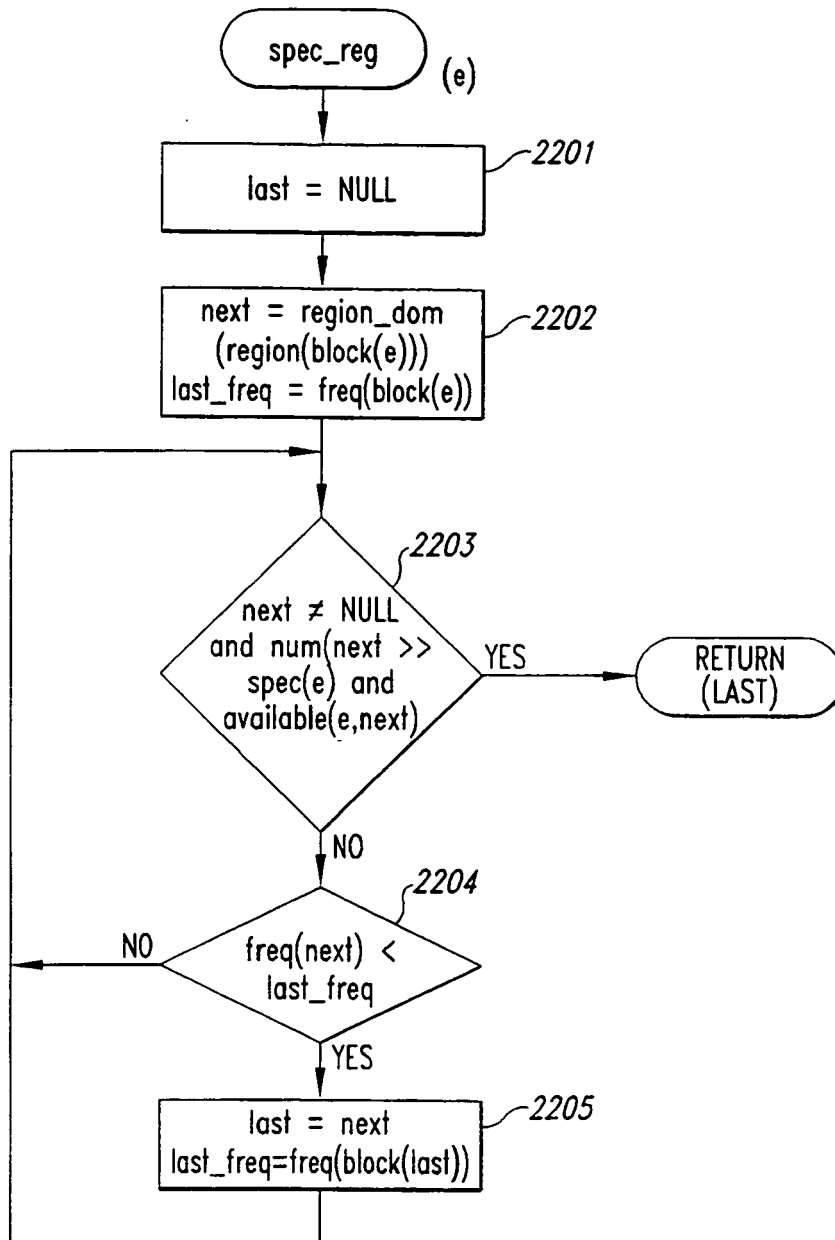 spec_reg
(e)
2201
last = NULL
2202
next = region_dom
(region(block(e)))
last_freq = freq(block(e))
2203
next ≠ NULL
and num(next >>
spec(e) and
available(e,next)
YES
RETURN
(LAST)
NO
2204
NO
freq(next) <
last_freq
YES
2205
last = next
last_freq=freq(block(last))